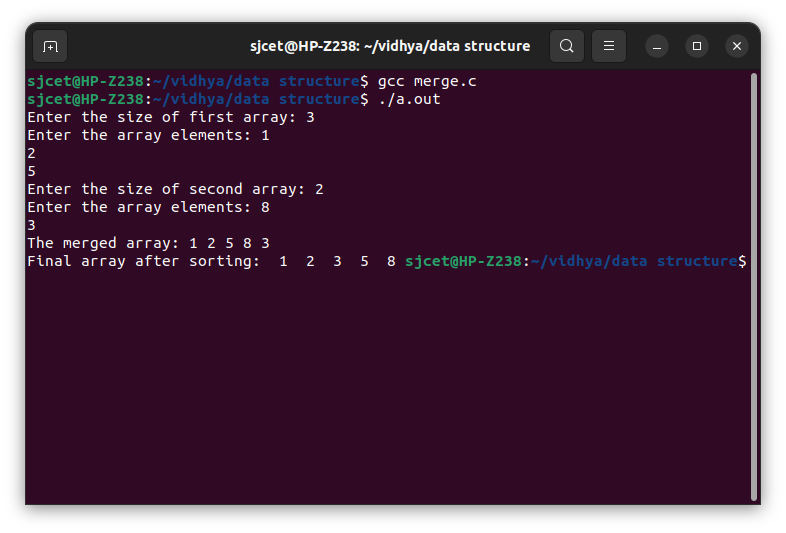 sjcet@HP-Z238: ~/vidhya/data structure
sjcet@HP-Z238:~/vidhya/data structure$ gcc merge.c
sjcet@HP-Z238:~/vidhya/data structure$ ./a.out
Enter the size of first array: 3
Enter the array elements: 1
2
5
Enter the size of second array: 2
Enter the array elements: 8
3
The merged array: 1 2 5 8 3
Final array after sorting:  1  2  3  5  8 sjcet@HP-Z238:~/vidhya/data structure$